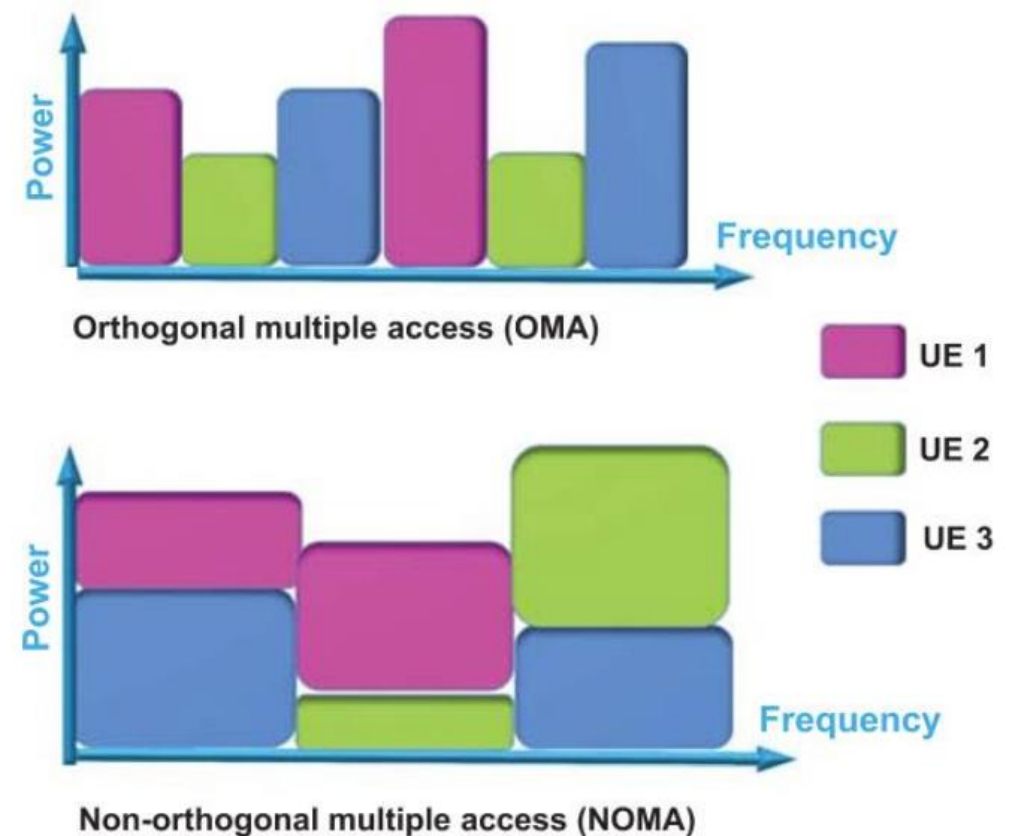 Power
Frequency
Orthogonal multiple access (OMA)
UE 1
UE 2
UE 3
Power
Frequency
Non-orthogonal multiple access (NOMA)